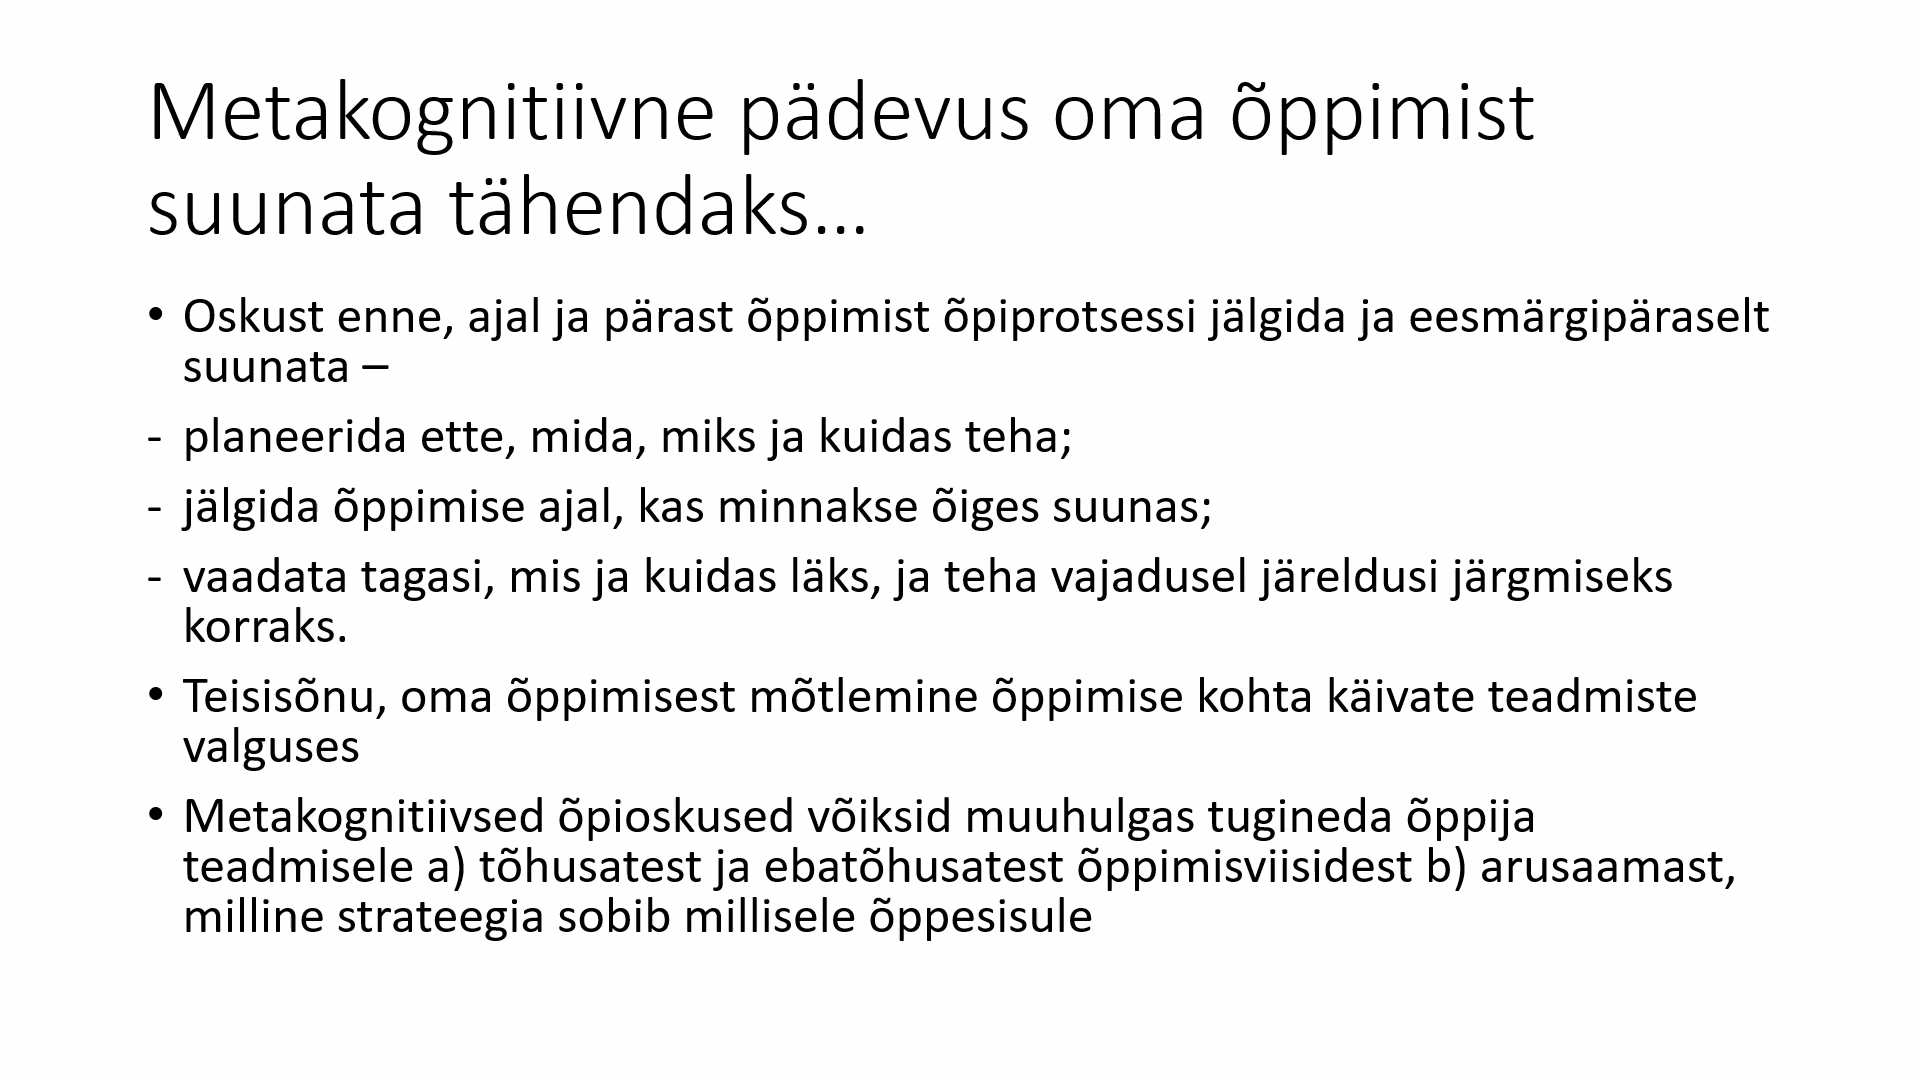 Metakognitiivne pädevus oma õppimist
suunata tähendaks…
• Oskust enne, ajal ja pärast õppimist õpiprotsessi jälgida ja eesmärgipäraselt
suunata –
- planeerida ette, mida, miks ja kuidas teha;
- jälgida õppimise ajal, kas minnakse õiges suunas;
- vaadata tagasi, mis ja kuidas läks, ja teha vajadusel järeldusi järgmiseks
korraks.
• Teisisõnu, oma õppimisest mõtlemine õppimise kohta käivate teadmiste
valguses
• Metakognitiivsed õpioskused võiksid muuhulgas tugineda õppija
teadmisele a) tõhusatest ja ebatõhusatest õppimisviisidest b) arusaamast,
milline strateegia sobib millisele õppesisule